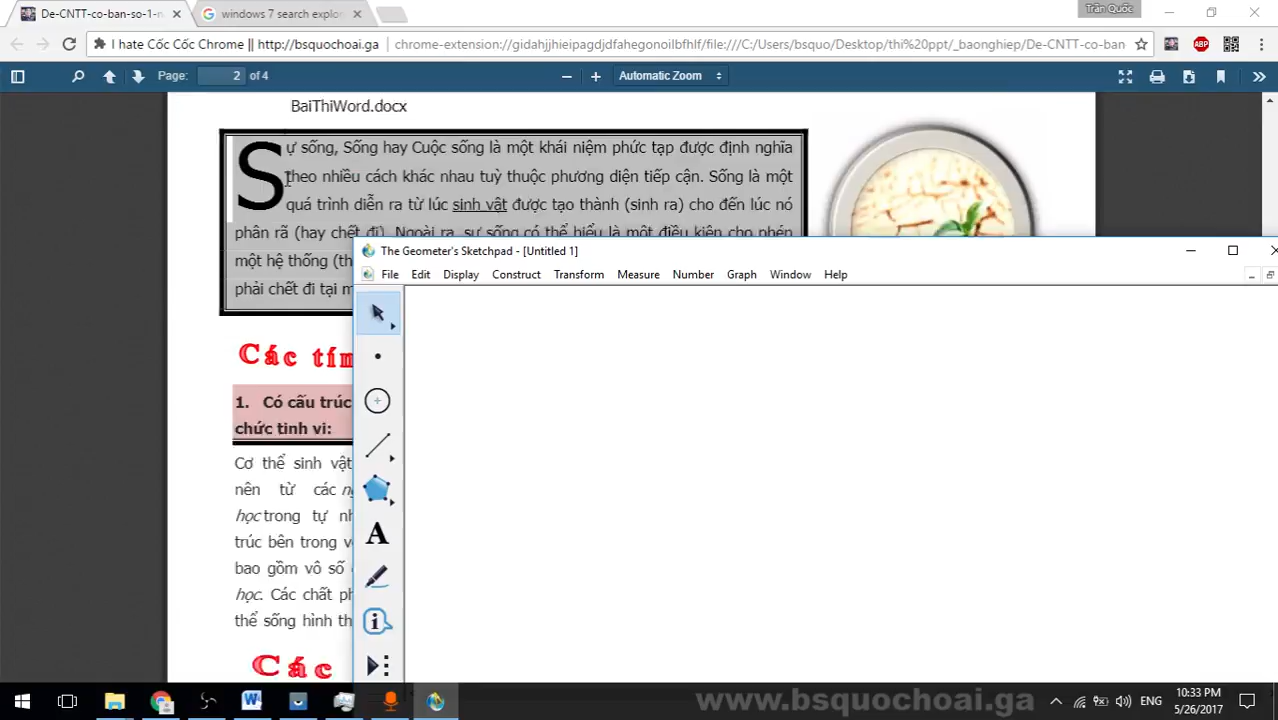 De-CNTT-co-ban-so-1-n
windows 7 search explor
Trần Quốc
I hate Cốc Cốc Chrome || http://bsquochoai.ga
chrome-extension://gidahjjhieipagdjdfahegonoilbfhlf/file:///C:/Users/bsquo/Desktop/thi%20ppt/_baonghiep/De-CNTT-co-ban
ABP
Page: 2 of 4
Automatic Zoom
BaiThiWord.docx
Sự sống, Sống hay Cuộc sống là một khái niệm phức tạp được định nghĩa
theo nhiều cách khác nhau tuỳ thuộc phương diện tiếp cận. Sống là một
quá trình diễn ra từ lúc sinh vật được tạo thành (sinh ra) cho đến lúc nó
phân rã (hay chết đi). Ngoài ra, sự sống có thể hiểu là một điều kiện cho phép
một hệ thống (th
phải chết đi tại m
The Geometer's Sketchpad - [Untitled 1]
File Edit Display Construct Transform Measure Number Graph Window Help
A
Các tín
1. Có cấu trúc
chức tinh vi:
Cơ thể sinh vật
nên từ các
học trong tự nh
trúc bên trong v
bao gồm vô số
học. Các chất ph
thể sống hình th
Các
www.bsquochoai.ga
ENG
10:33 PM
5/26/2017